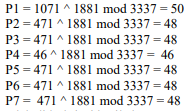 P1 = 1071 ^ 1881 mod 3337 = 50
P2 = 471 ^ 1881 mod 3337 = 48
P3 = 471 ^ 1881 mod 3337 = 48
P4 = 46 ^ 1881 mod 3337 = 46
P5 = 471 ^ 1881 mod 3337 = 48
P6 = 471 ^ 1881 mod 3337 = 48
P7 = 471 ^ 1881 mod 3337 = 48